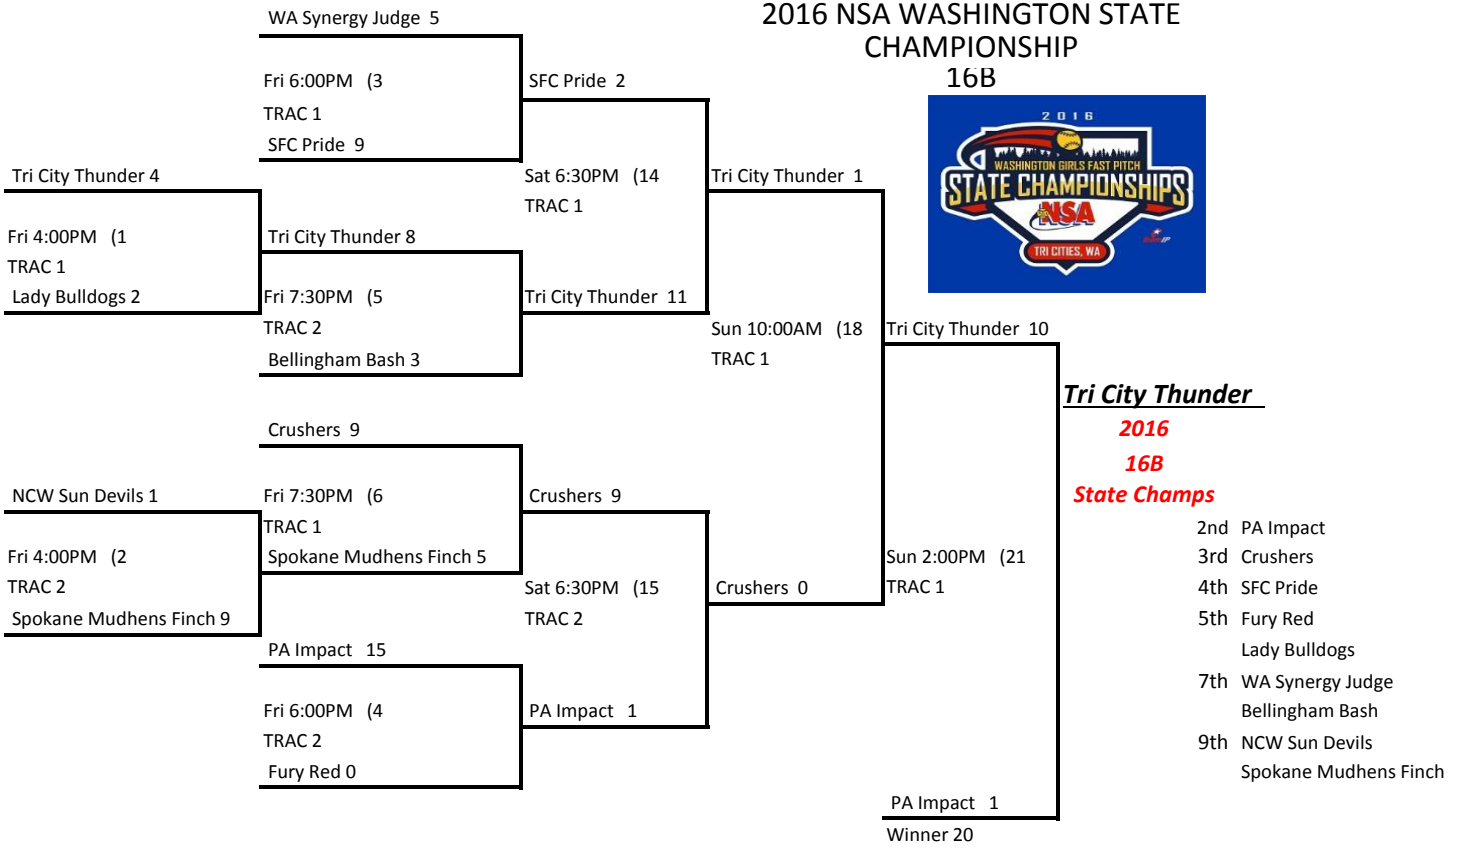 2016 NSA WASHINGTON STATE
CHAMPIONSHIP
16B
2016
WASHINGTON GIRLS FAST PITCH
STATE CHAMPIONSHIPS
NSA
TRI CITIES, WA
WA Synergy Judge 5
Fri 6:00PM (3
TRAC 1
SFC Pride 9
SFC Pride 2
Tri City Thunder 4
Fri 4:00PM (1
TRAC 1
Lady Bulldogs 2
Tri City Thunder 8
Fri 7:30PM (5
TRAC 2
Bellingham Bash 3
Sat 6:30PM (14
TRAC 1
Tri City Thunder 11
Tri City Thunder 1
Sun 10:00AM (18
TRAC 1
Tri City Thunder 10
Crushers 9
Fri 7:30PM (6
TRAC 1
Spokane Mudhens Finch 5
NCW Sun Devils 1
Fri 4:00PM (2
TRAC 2
Spokane Mudhens Finch 9
Crushers 9
Sat 6:30PM (15
TRAC 2
PA Impact 15
Fri 6:00PM (4
TRAC 2
Fury Red 0
PA Impact 1
Crushers 0
Sun 2:00PM (21
TRAC 1
PA Impact 1
Winner 20
Tri City Thunder
2016
16B
State Champs
2nd PA Impact
3rd Crushers
4th SFC Pride
5th Fury Red
Lady Bulldogs
7th WA Synergy Judge
Bellingham Bash
9th NCW Sun Devils
Spokane Mudhens Finch